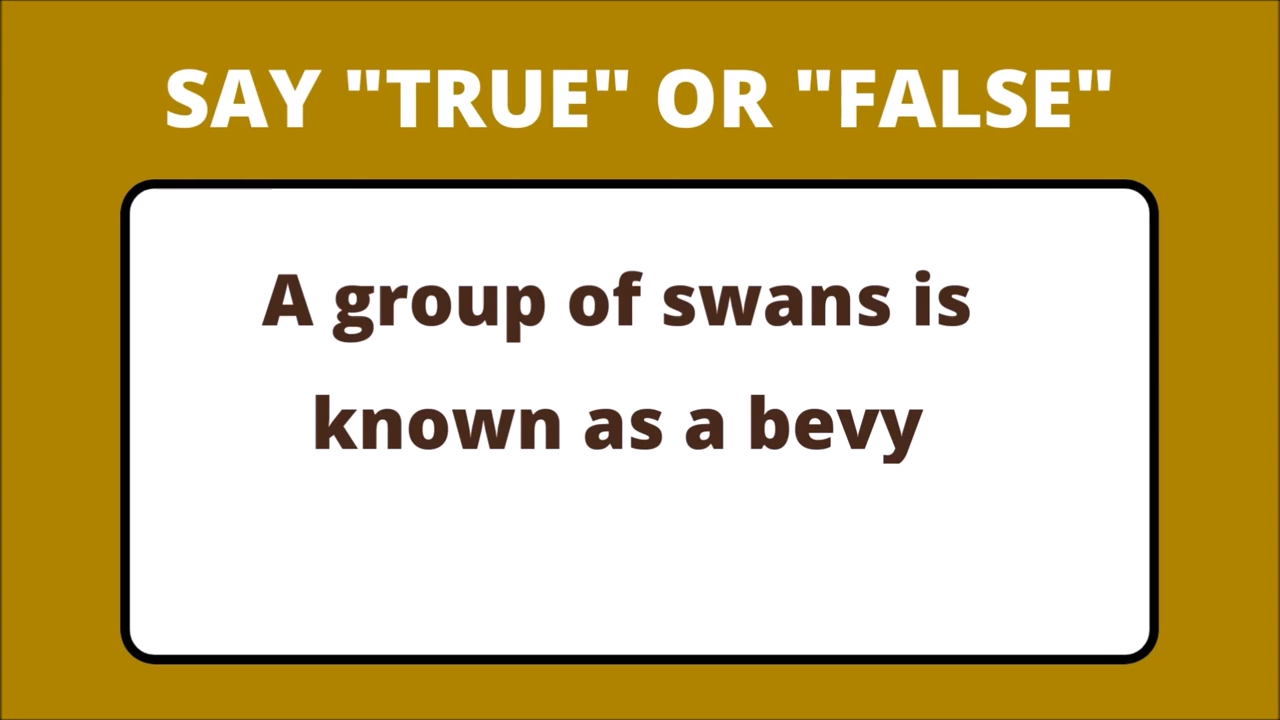 SAY "TRUE" OR "FALSE"
A group of swans is
known as a bevy